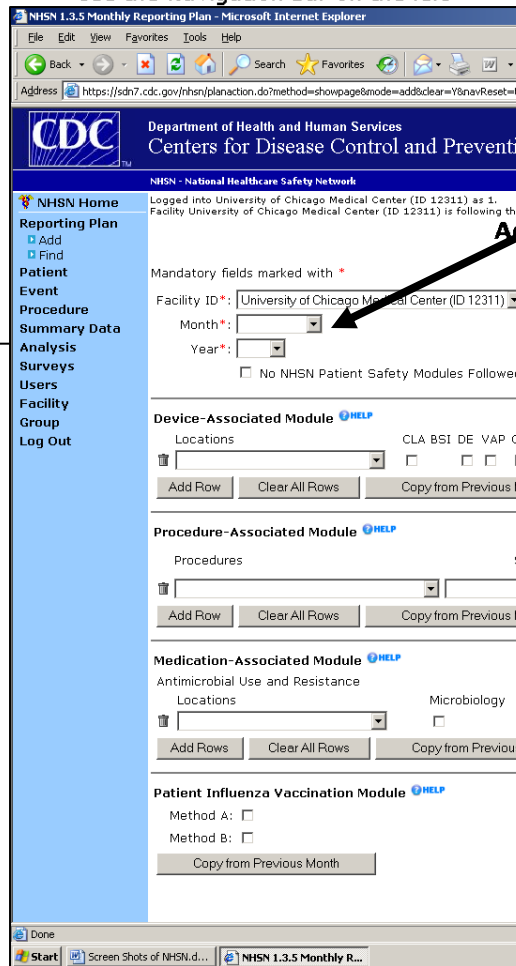 NHSN 1.3.5 Monthly Reporting Plan - Microsoft Internet Explorer
File Edit View Favorites Tools Help
Back Search Favorites
Address https://sdn7.cdc.gov/nhsn/planaction.do?method=showpage&mode=add&clear=Y&navReset=
CDC TM
Department of Health and Human Services
Centers for Disease Control and Preventi
NHSN - National Healthcare Safety Network
NHSN Home
Logged into University of Chicago Medical Center (ID 12311) as 1.
Facility University of Chicago Medical Center (ID 12311) is following th
Reporting Plan
Add
Find
Patient
Event
Procedure
Summary Data
Analysis
Surveys
Users
Facility
Group
Log Out
Mandatory fields marked with *
Facility ID*: University of Chicago Medical Center (ID 12311)
Month*:
Year*:
No NHSN Patient Safety Modules Followed
Device-Associated Module HELP
Locations CLA BSI DE VAP
Add Row Clear All Rows Copy from Previous
Procedure-Associated Module HELP
Procedures
Add Row Clear All Rows Copy from Previous
Medication-Associated Module HELP
Antimicrobial Use and Resistance
Locations Microbiology
Add Rows Clear All Rows Copy from Previou
Patient Influenza Vaccination Module HELP
Method A:
Method B:
Copy from Previous Month
Done
Start Screen Shots of NHSN.d... NHSN 1.3.5 Monthly R...